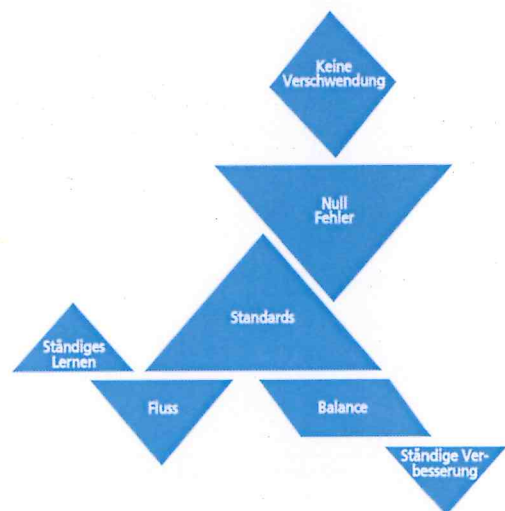 Keine
Verschwendung
Null
Fehler
Standards
Ständiges
Lernen
Fluss
Balance
Ständige Ver-
besserung